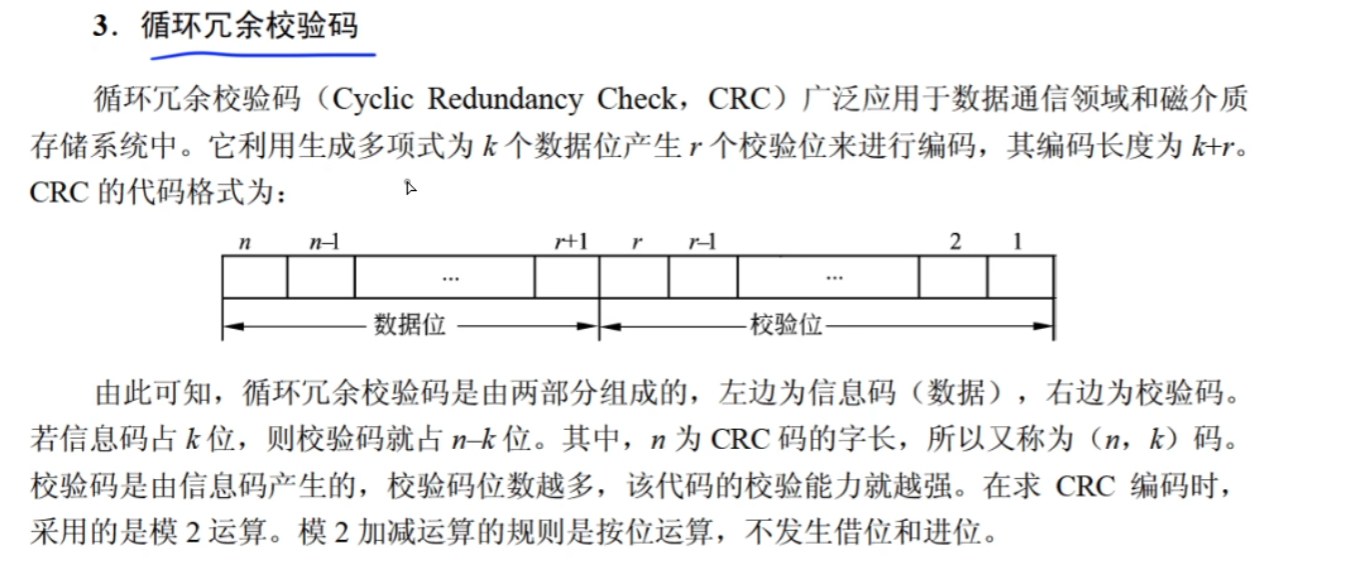 3. 循环冗余校验码
循环冗余校验码（Cyclic Redundancy Check，CRC）广泛应用于数据通信领域和磁介质
存储系统中。它利用生成多项式为 k 个数据位产生 r 个校验位来进行编码，其编码长度为 k+r。
CRC 的代码格式为：
n n–1 r+1 r r–1 2 1
... ...
数据位 校验位
由此可知，循环冗余校验码是由两部分组成的，左边为信息码（数据），右边为校验码。
若信息码占 k 位，则校验码就占 n–k 位。其中，n 为 CRC 码的字长，所以又称为（n，k）码。
校验码是由信息码产生的，校验码位数越多，该代码的校验能力就越强。在求 CRC 编码时，
采用的是模 2 运算。模 2 加减运算的规则是按位运算，不发生借位和进位。